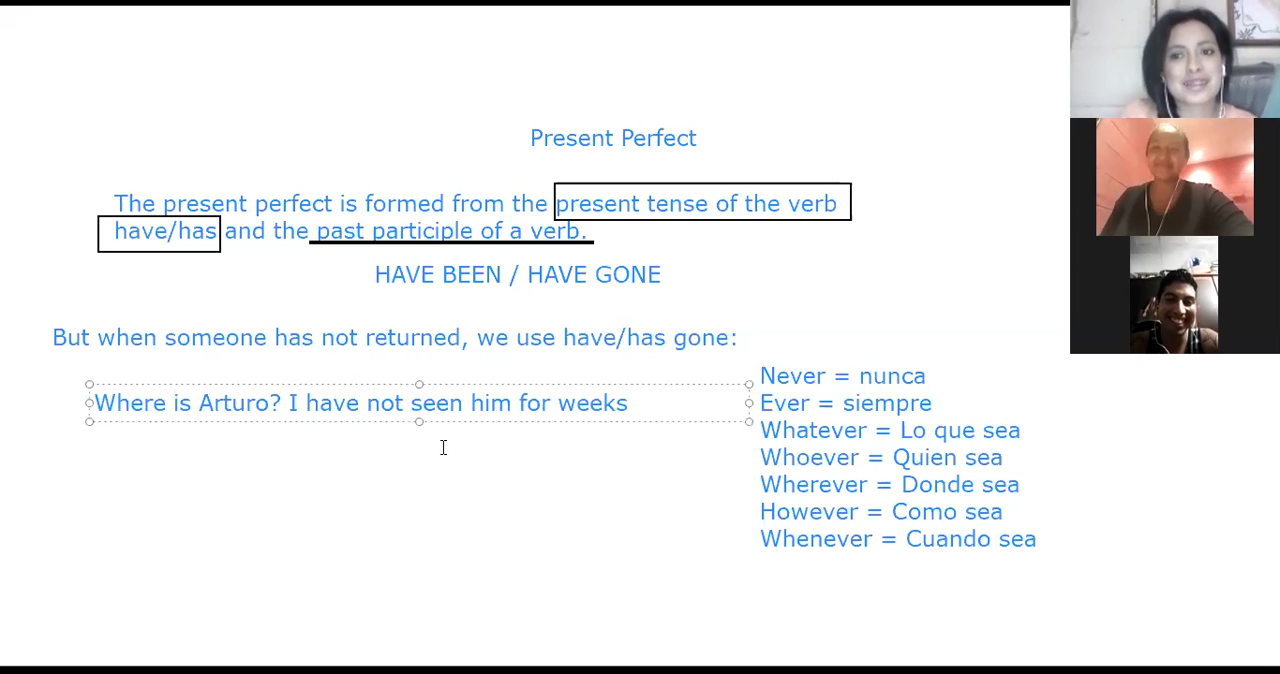 Present Perfect
The present perfect is formed from the present tense of the verb
have/has and the past participle of a verb.
HAVE BEEN / HAVE GONE
But when someone has not returned, we use have/has gone:
Where is Arturo? I have not seen him for weeks
Never = nunca
Ever = siempre
Whatever = Lo que sea
Whoever = Quien sea
Wherever = Donde sea
However = Como sea
Whenever = Cuando sea